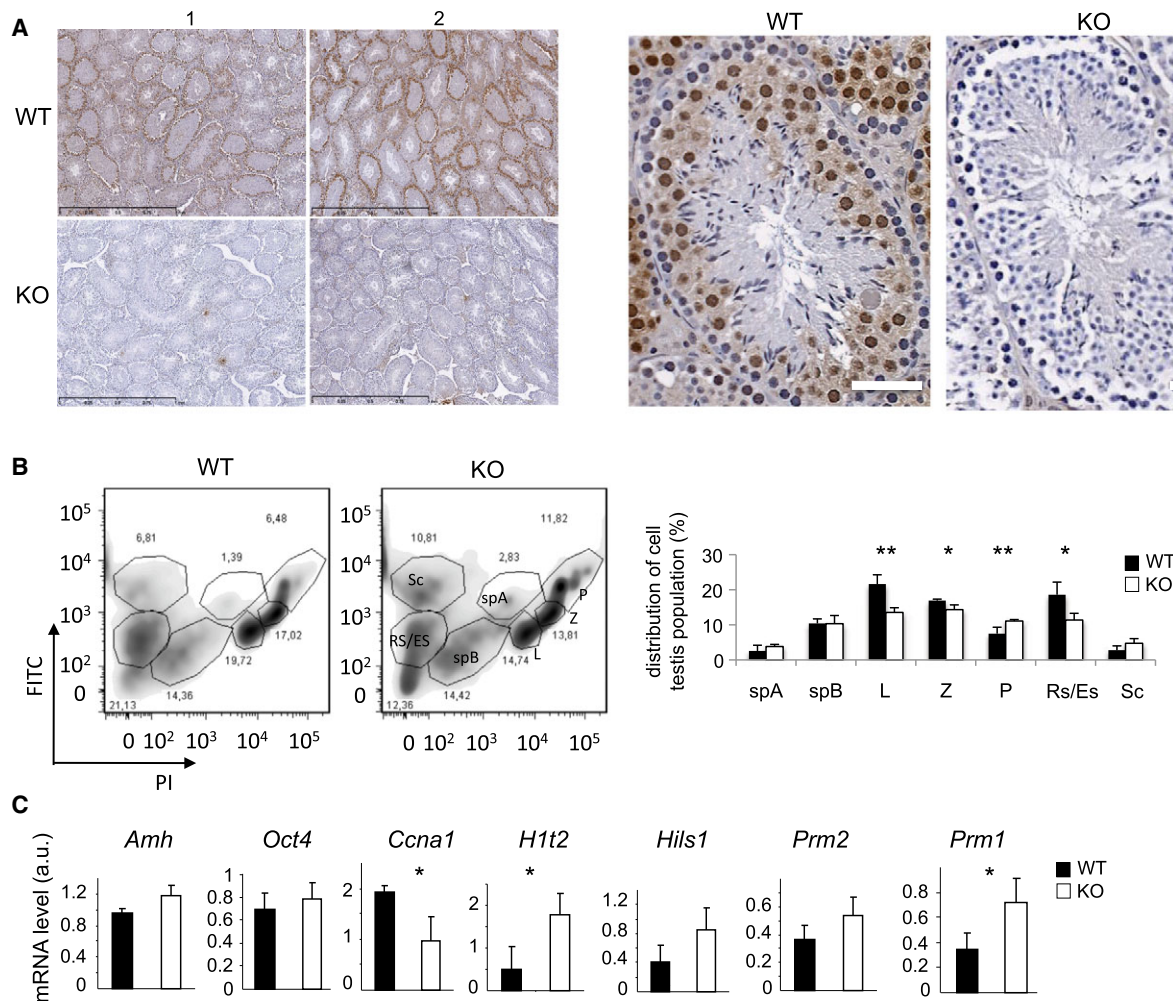 A
1
2
WT
KO
WT
KO
B
WT
KO
10⁵
10⁴
10³
10²
0
FITC
6,81
1,39
6,48
17,02
19,72
14,36
21,13
0 10² 10³ 10⁴ 10⁵
PI
10⁵
10⁴
10³
10²
0
10,81
2,83
11,82
Sc
spA
P
Z
RS/ES
spB
L
13,81
14,74
14,42
12,36
0 10² 10³ 10⁴ 10⁵
distribution of cell
testis population (%)
30
20
10
0
** * ** *
WT
KO
spA spB L Z P Rs/Es Sc
C
mRNA level (a.u.)
Amh
1.2
0.8
0.4
0
Oct4
1
0.8
0.6
0.4
0.2
0
Ccna1
*
2
1
0
H1t2
*
2
1
0
Hils1
1.2
0.8
0.4
0
Prm2
0.6
0.4
0.2
0
Prm1
*
0.8
0.6
0.4
0.2
0
WT
KO